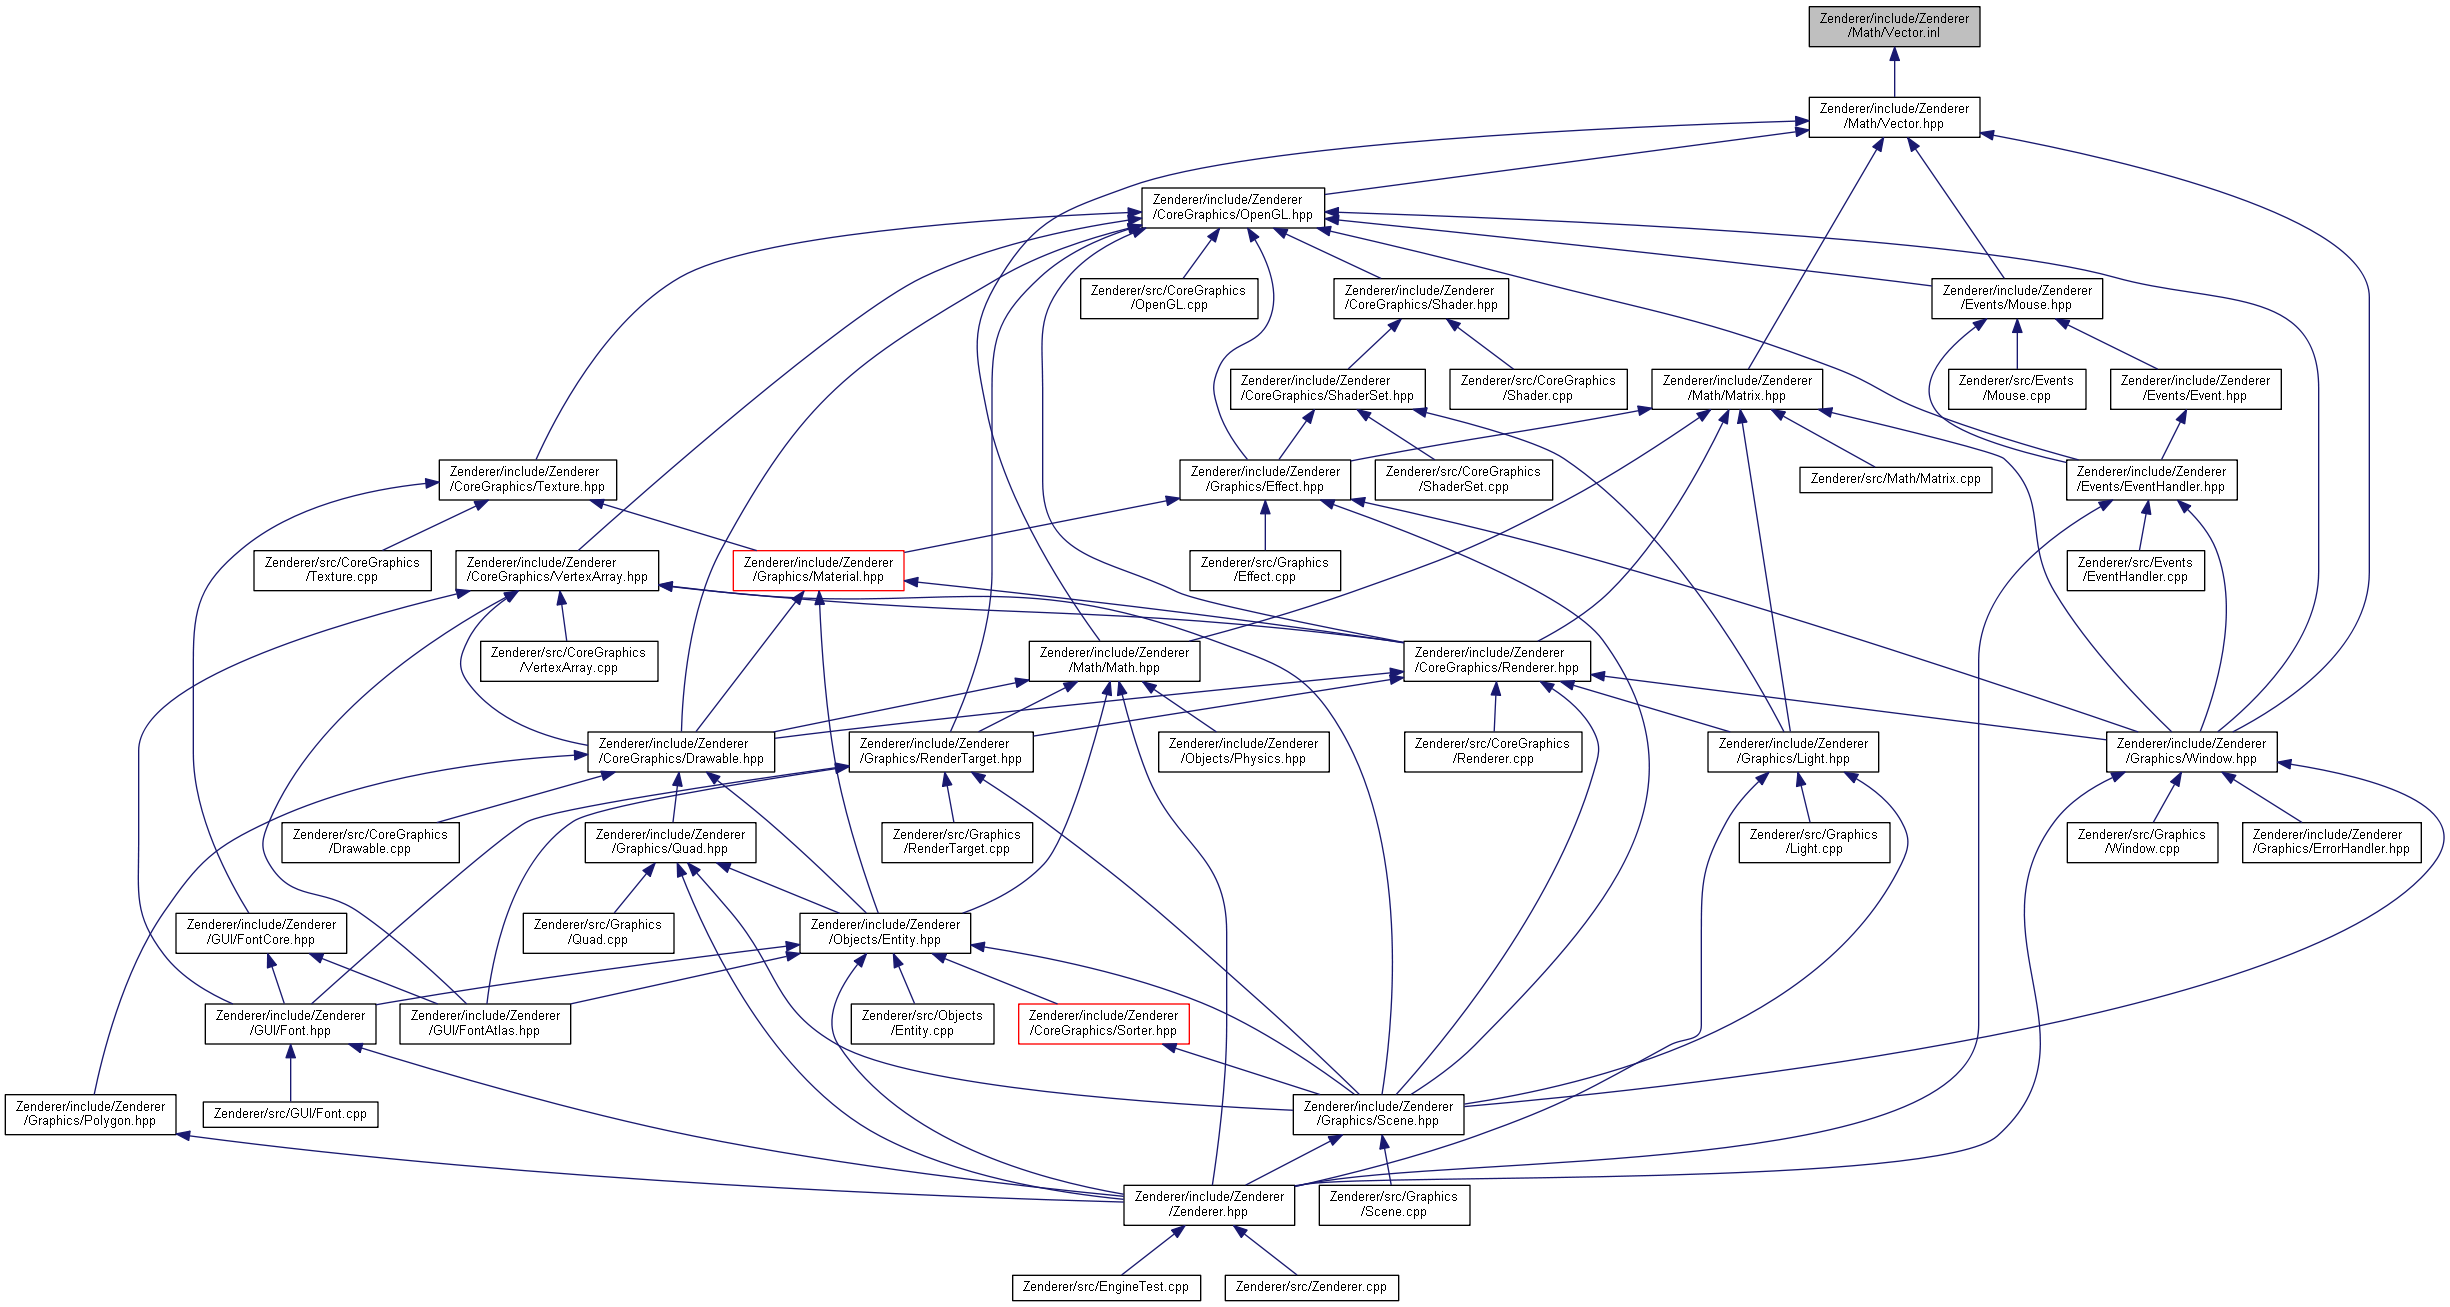 Zenderer/include/Zenderer
/Math/Vector.inl
Zenderer/include/Zenderer
/Math/Vector.hpp
Zenderer/include/Zenderer
/CoreGraphics/OpenGL.hpp
Zenderer/src/CoreGraphics
/OpenGL.cpp
Zenderer/include/Zenderer
/CoreGraphics/Shader.hpp
Zenderer/include/Zenderer
/Events/Mouse.hpp
Zenderer/include/Zenderer
/CoreGraphics/ShaderSet.hpp
Zenderer/src/CoreGraphics
/Shader.cpp
Zenderer/include/Zenderer
/Math/Matrix.hpp
Zenderer/src/Events
/Mouse.cpp
Zenderer/include/Zenderer
/Events/Event.hpp
Zenderer/include/Zenderer
/CoreGraphics/Texture.hpp
Zenderer/include/Zenderer
/Graphics/Effect.hpp
Zenderer/src/CoreGraphics
/ShaderSet.cpp
Zenderer/src/Math/Matrix.cpp
Zenderer/include/Zenderer
/Events/EventHandler.hpp
Zenderer/src/CoreGraphics
/Texture.cpp
Zenderer/include/Zenderer
/CoreGraphics/VertexArray.hpp
Zenderer/include/Zenderer
/Graphics/Material.hpp
Zenderer/src/Graphics
/Effect.cpp
Zenderer/src/Events
/EventHandler.cpp
Zenderer/src/CoreGraphics
/VertexArray.cpp
Zenderer/include/Zenderer
/Math/Math.hpp
Zenderer/include/Zenderer
/CoreGraphics/Renderer.hpp
Zenderer/include/Zenderer
/CoreGraphics/Drawable.hpp
Zenderer/include/Zenderer
/Graphics/RenderTarget.hpp
Zenderer/include/Zenderer
/Objects/Physics.hpp
Zenderer/src/CoreGraphics
/Renderer.cpp
Zenderer/include/Zenderer
/Graphics/Light.hpp
Zenderer/include/Zenderer
/Graphics/Window.hpp
Zenderer/src/CoreGraphics
/Drawable.cpp
Zenderer/include/Zenderer
/Graphics/Quad.hpp
Zenderer/src/Graphics
/RenderTarget.cpp
Zenderer/src/Graphics
/Light.cpp
Zenderer/src/Graphics
/Window.cpp
Zenderer/include/Zenderer
/Graphics/ErrorHandler.hpp
Zenderer/include/Zenderer
/GUI/FontCore.hpp
Zenderer/src/Graphics
/Quad.cpp
Zenderer/include/Zenderer
/Objects/Entity.hpp
Zenderer/include/Zenderer
/GUI/Font.hpp
Zenderer/include/Zenderer
/GUI/FontAtlas.hpp
Zenderer/src/Objects
/Entity.cpp
Zenderer/include/Zenderer
/CoreGraphics/Sorter.hpp
Zenderer/include/Zenderer
/Graphics/Polygon.hpp
Zenderer/src/GUI/Font.cpp
Zenderer/include/Zenderer
/Graphics/Scene.hpp
Zenderer/include/Zenderer
/Zenderer.hpp
Zenderer/src/Graphics
/Scene.cpp
Zenderer/src/EngineTest.cpp
Zenderer/src/Zenderer.cpp